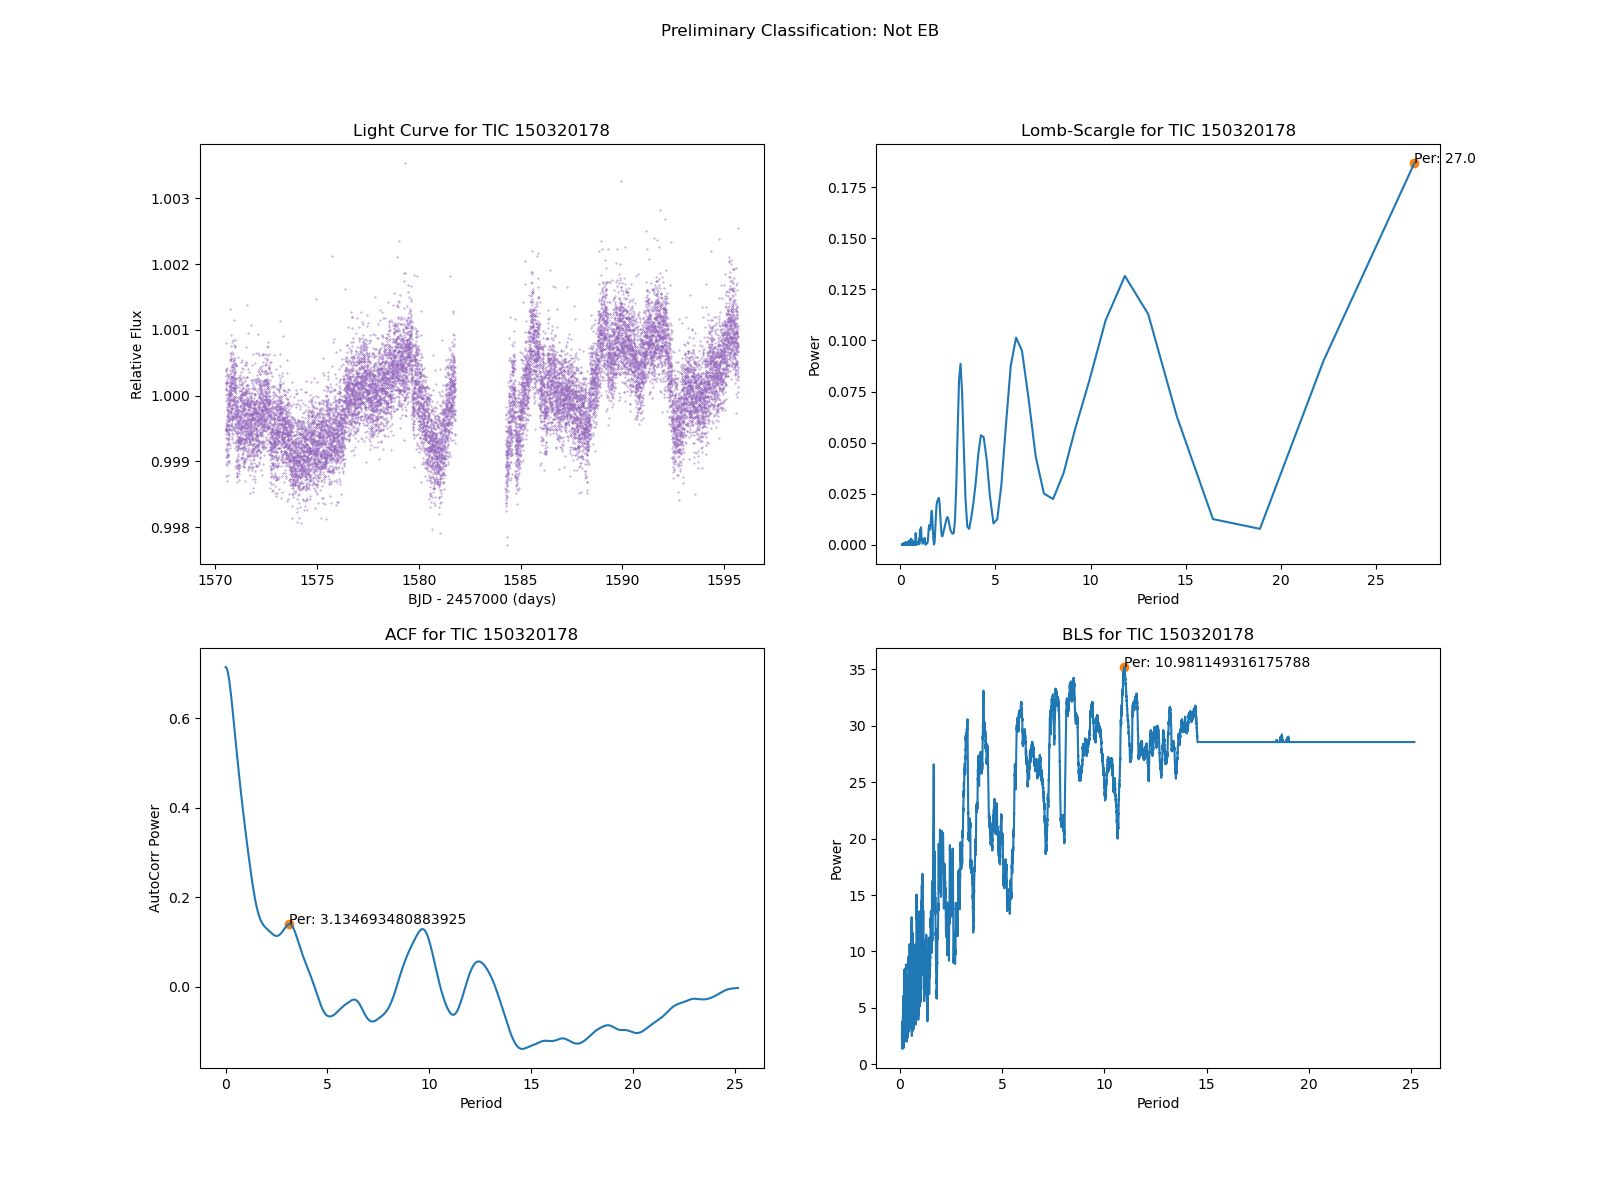 Preliminary Classification: Not EB
Light Curve for TIC 150320178
Relative Flux
1.003
1.002
1.001
1.000
0.999
0.998
1570 1575 1580 1585 1590 1595
BJD - 2457000 (days)
Lomb-Scargle for TIC 150320178
Per: 27.0
Power
0.175
0.150
0.125
0.100
0.075
0.050
0.025
0.000
0 5 10 15 20 25
Period
ACF for TIC 150320178
AutoCorr Power
0.6
0.4
0.2
0.0
Per: 3.134693480883925
0 5 10 15 20 25
Period
BLS for TIC 150320178
Per: 10.981149316175788
Power
35
30
25
20
15
10
5
0
0 5 10 15 20 25
Period